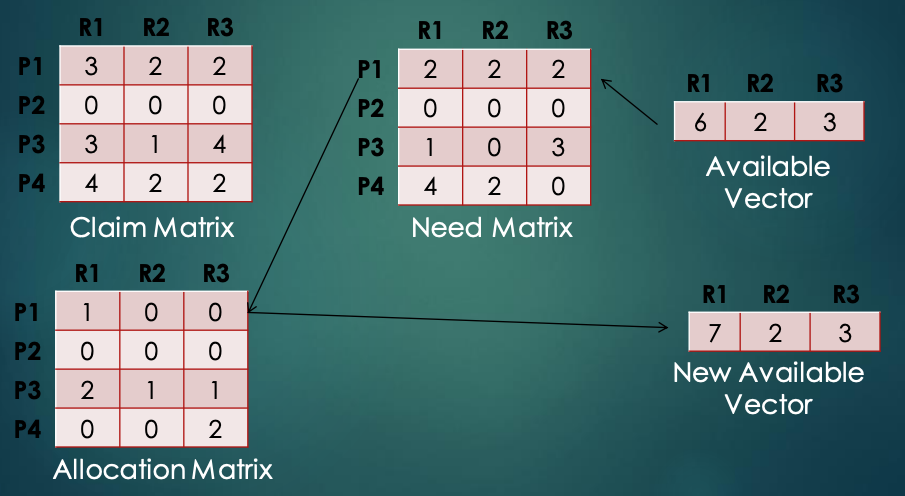 R1 R2 R3
P1 3 2 2
P2 0 0 0
P3 3 1 4
P4 4 2 2
Claim Matrix
R1 R2 R3
P1 2 2 2
P2 0 0 0
P3 1 0 3
P4 4 2 0
Need Matrix
R1 R2 R3
6 2 3
Available
Vector
R1 R2 R3
P1 1 0 0
P2 0 0 0
P3 2 1 1
P4 0 0 2
Allocation Matrix
R1 R2 R3
7 2 3
New Available
Vector